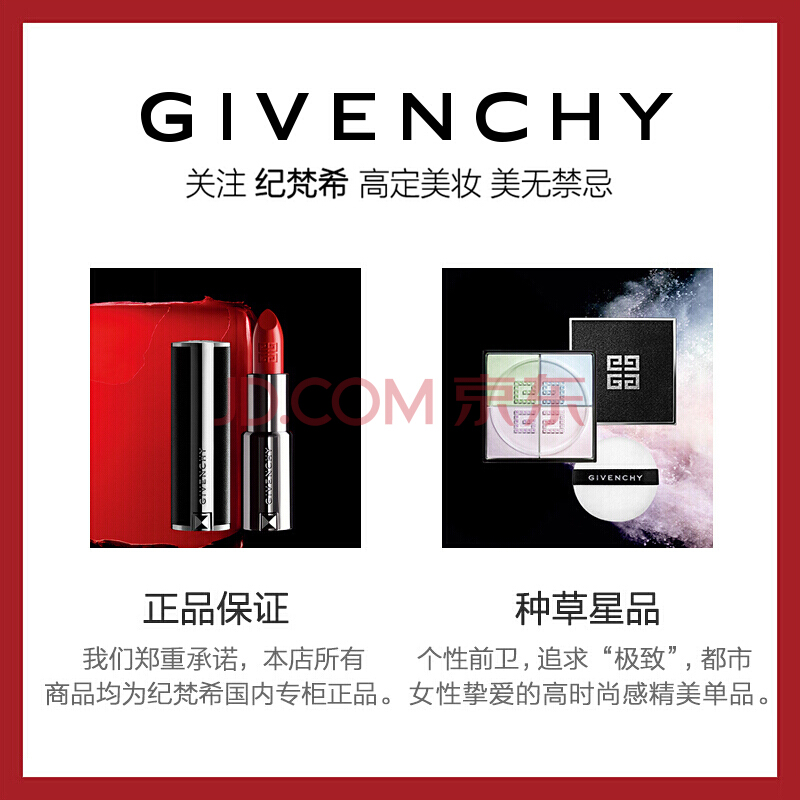 GIVENCHY
关注 纪梵希 高定美妆 美无禁忌
JD.COM 京东
GIVENCHY
GIVENCHY
GIVENCHY
正品保证
种草星品
我们郑重承诺，本店所有
商品均为纪梵希国内专柜正品。
个性前卫，追求“极致”，都市
女性挚爱的高时尚感精美单品。